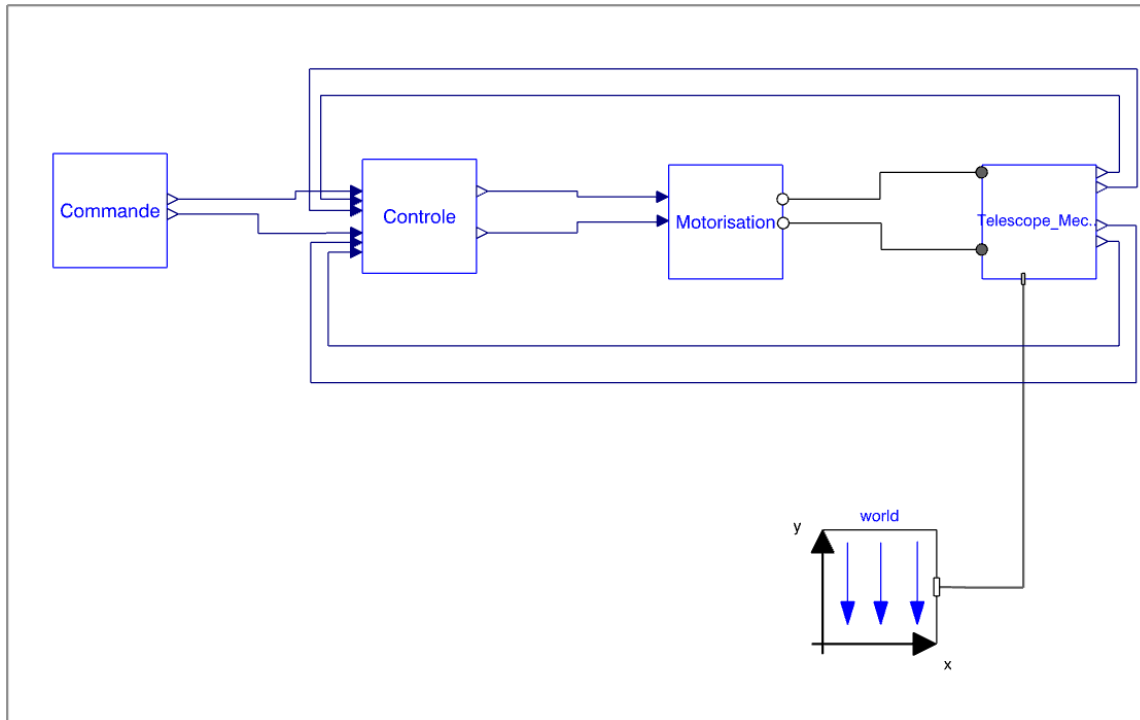 Commande
Controle
Motorisation
Telescope_Mec..
world
y
x